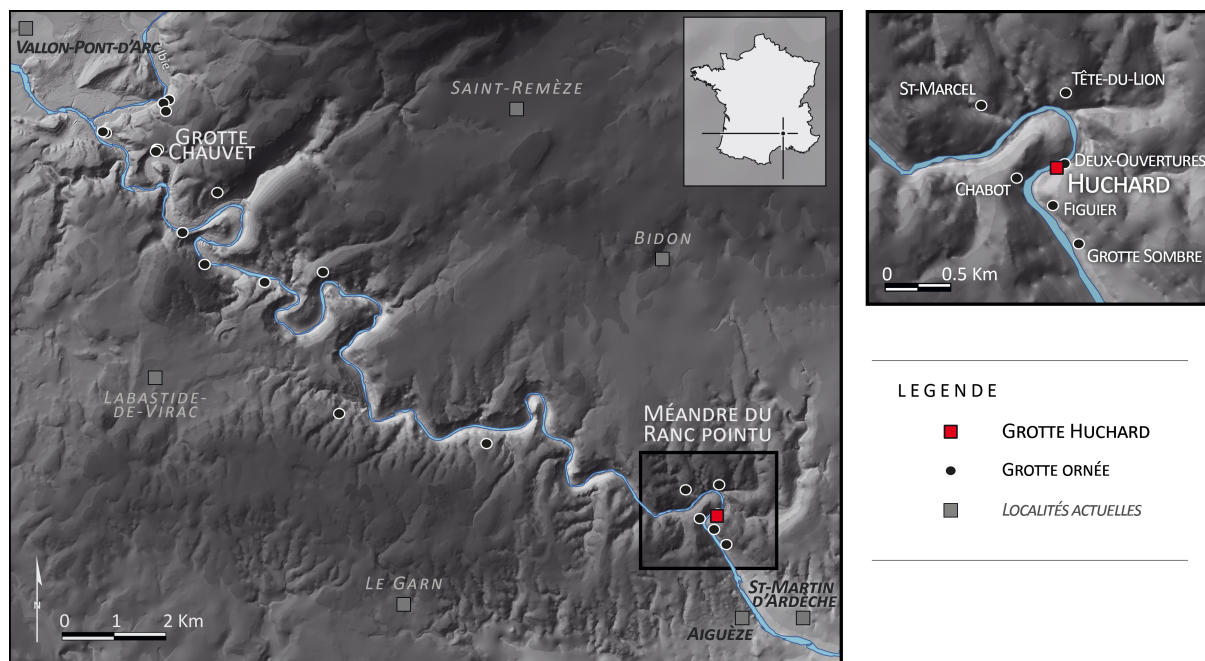 VALLON-PONT-D'ARC
Ibie
SAINT-REMÈZE
GROTTE
CHAUVET
BIDON
LABASTIDE-
DE-VIRAC
MÉANDRE DU
RANC POINTU
LE GARN
ST-MARTIN
D'ARDÈCHE
AIGUÈZE
N
0 1 2 Km
ST-MARCEL
TÊTE-DU-LION
DEUX-OUVERTURES
HUCHARD
CHABOT
FIGUIER
GROTTE SOMBRE
0 0.5 Km
LEGENDE
GROTTE HUCHARD
GROTTE ORNÉE
LOCALITÉS ACTUELLES